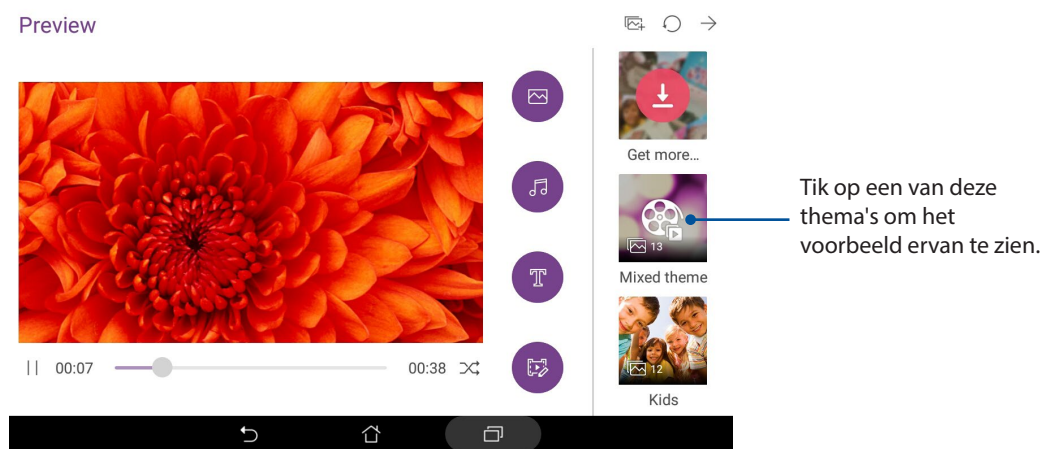 Preview
Get more...
13
Mixed theme
12
Kids
00:07
00:38
Tik op een van deze
thema's om het
voorbeeld ervan te zien.